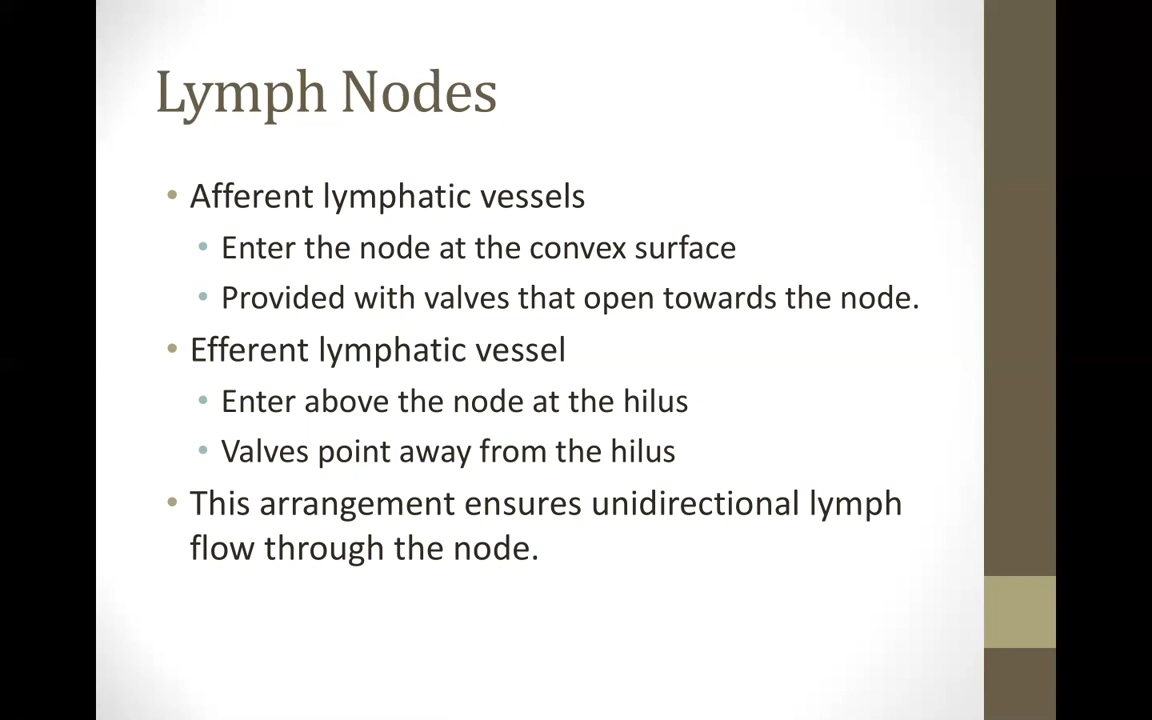 Lymph Nodes
• Afferent lymphatic vessels
• Enter the node at the convex surface
• Provided with valves that open towards the node.
• Efferent lymphatic vessel
• Enter above the node at the hilus
• Valves point away from the hilus
• This arrangement ensures unidirectional lymph
flow through the node.